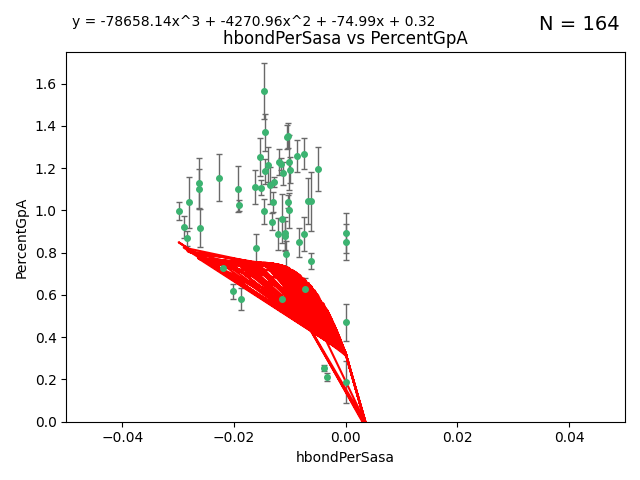 y = -78658.14x^3 + -4270.96x^2 + -74.99x + 0.32
N = 164
hbondPerSasa vs PercentGpA
PercentGpA
1.6
1.4
1.2
1.0
0.8
0.6
0.4
0.2
0.0
−0.04 −0.02 0.00 0.02 0.04
hbondPerSasa